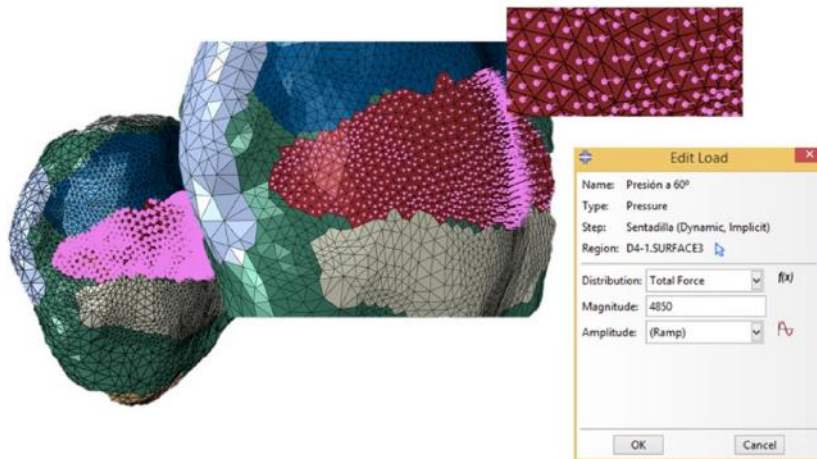 Edit Load
Name: Presión a 60º
Type: Pressure
Step: Sentadilla (Dynamic, Implicit)
Region: D4-1.SURFACE3
Distribution: Total Force f(x)
Magnitude: 4850
Amplitude: (Ramp)
OK Cancel